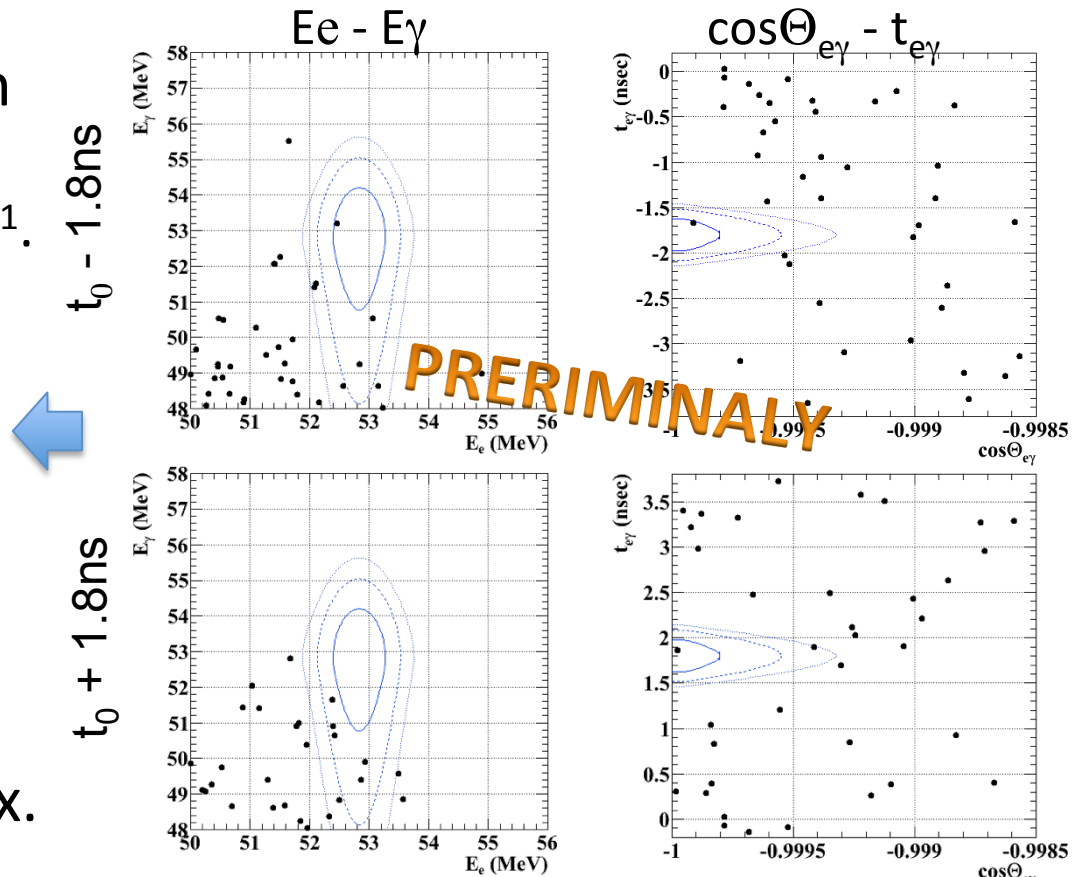 Ee - Eγ
cosΘeγ - teγ
t0 - 1.8ns
1.
58
57
56
55
54
53
52
51
50
49
48
Eγ (MeV)
50 51 52 53 54 55 56
Ee (MeV)
0
-0.5
-1
-1.5
-2
-2.5
-3
teγ (nsec)
-1 -0.999 -0.9985
cosΘeγ
PRERIMINALY
t0 + 1.8ns
x.
58
57
56
55
54
53
52
51
50
49
48
Eγ (MeV)
50 51 52 53 54 55 56
Ee (MeV)
3.5
3
2.5
2
1.5
1
0.5
0
teγ (nsec)
-1 -0.9995 -0.999 -0.9985